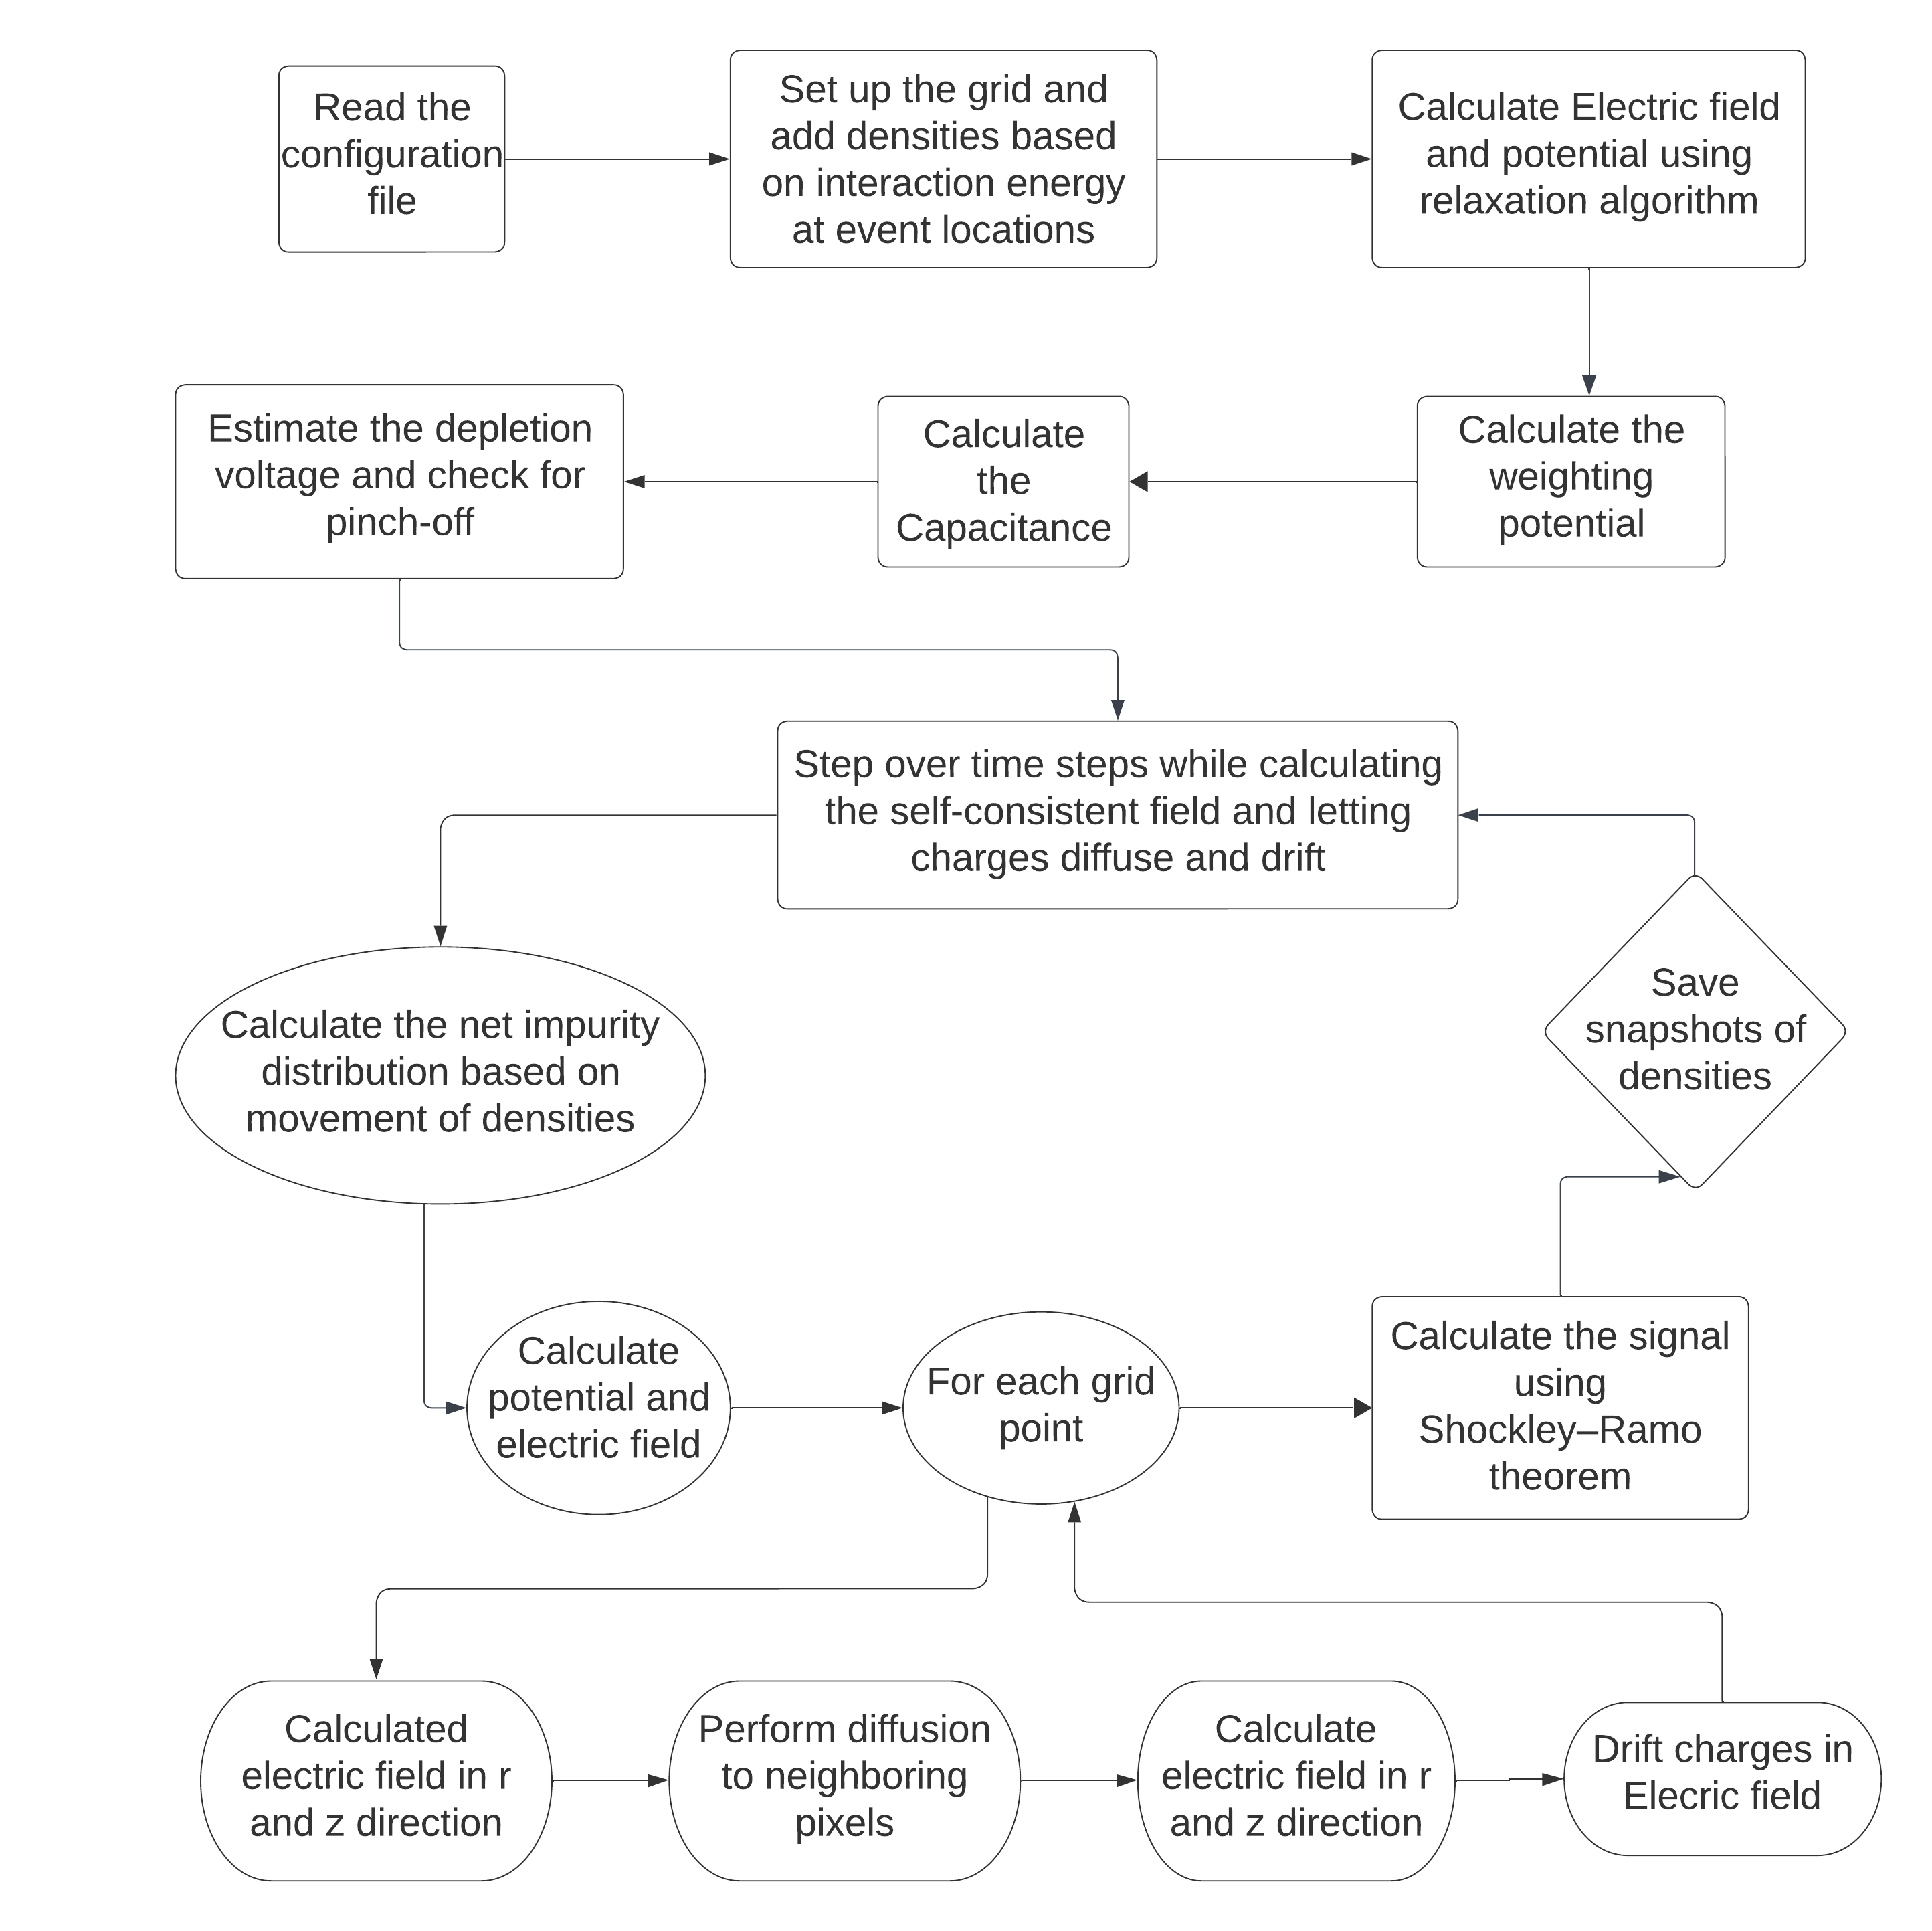 Read the
configuration
file
Set up the grid and
add densities based
on interaction energy
at event locations
Calculate Electric field
and potential using
relaxation algorithm
Estimate the depletion
voltage and check for
pinch-off
Calculate
the
Capacitance
Calculate the
weighting
potential
Step over time steps while calculating
the self-consistent field and letting
charges diffuse and drift
Calculate the net impurity
distribution based on
movement of densities
Save
snapshots of
densities
Calculate
potential and
electric field
For each grid
point
Calculate the signal
using
Shockley–Ramo
theorem
Calculated
electric field in r
and z direction
Perform diffusion
to neighboring
pixels
Calculate
electric field in r
and z direction
Drift charges in
Elecric field